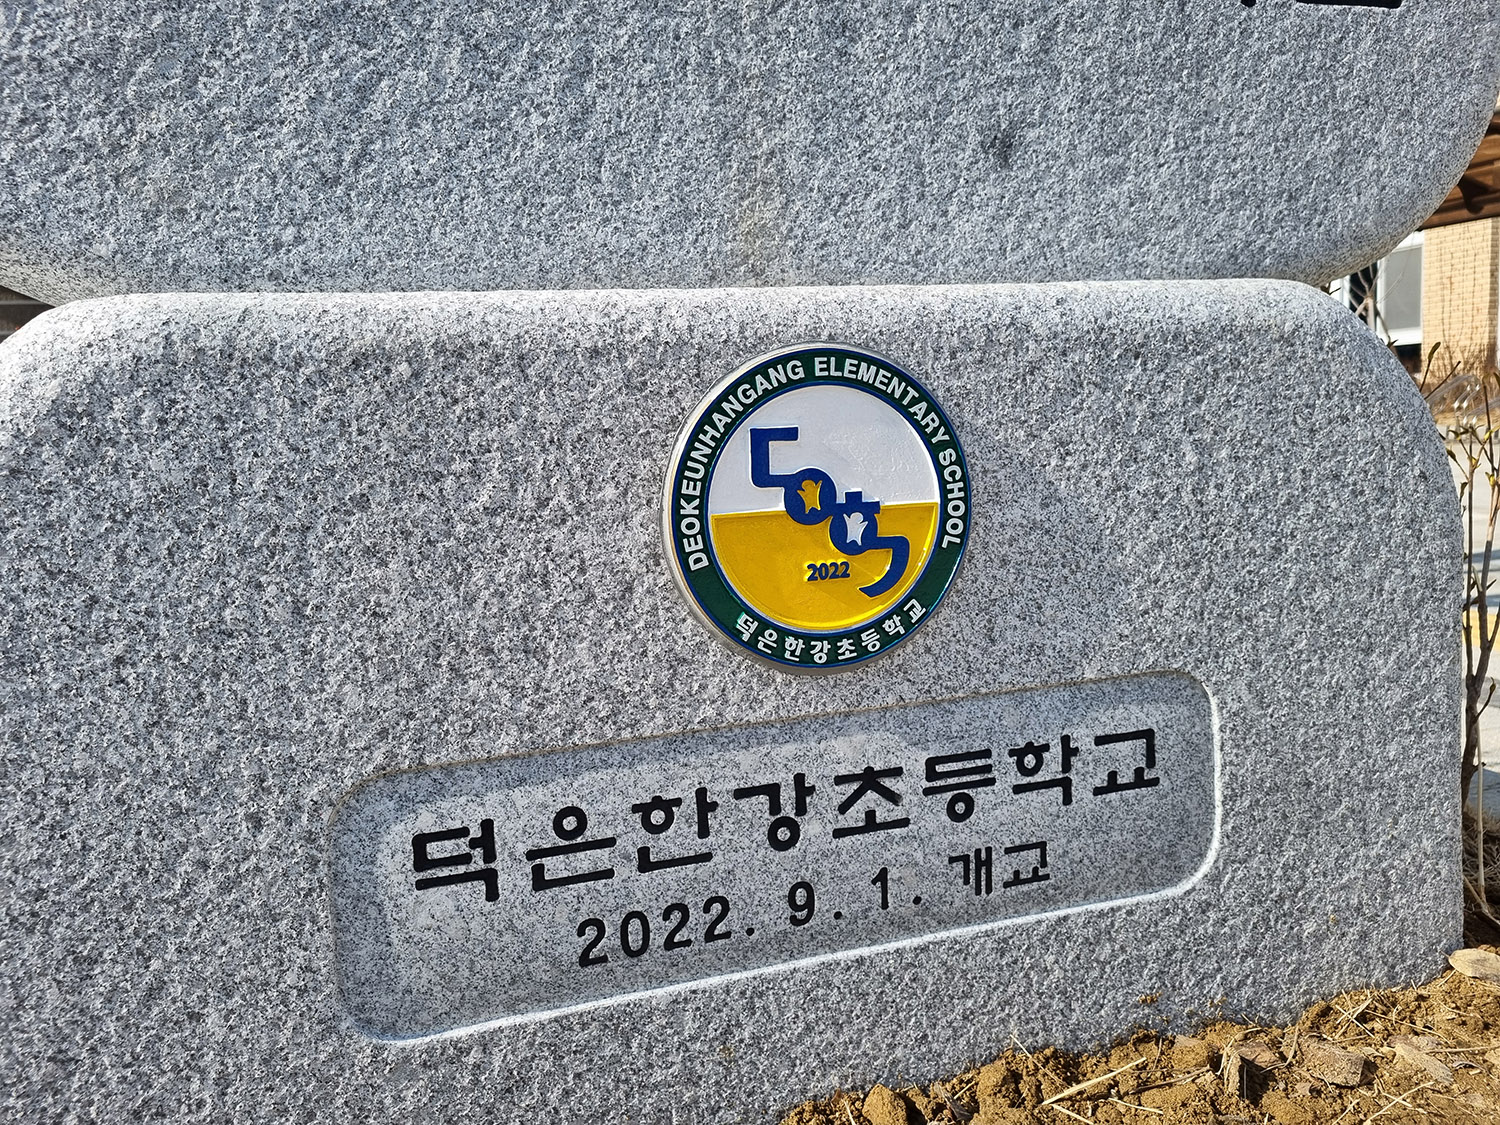 DEOKEUNHANGANG ELEMENTARY SCHOOL
2022
덕은한강초등학교
덕은한강초등학교
2022. 9. 1. 개교